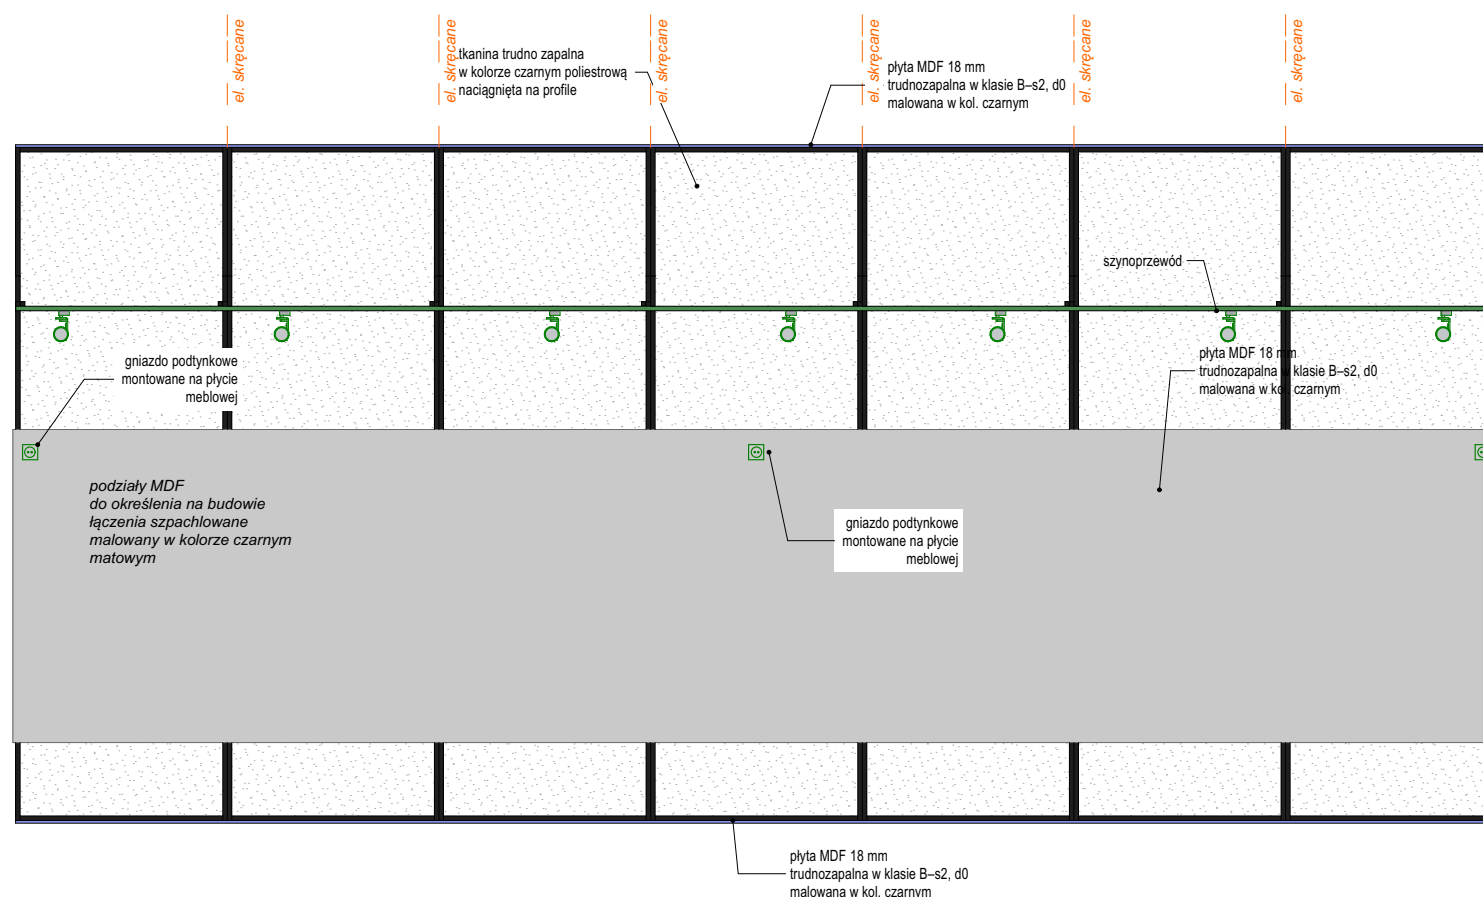 el. skręcane
el. skręcane
el. skręcane
el. skręcane
el. skręcane
el. skręcane
tkanina trudno zapalna
w kolorze czarnym poliestrową
naciągnięta na profile
płyta MDF 18 mm
trudnozapalna w klasie B–s2, d0
malowana w kol. czarnym
szynoprzewód
gniazdo podtynkowe
montowane na płycie
meblowej
płyta MDF 18 mm
trudnozapalna w klasie B–s2, d0
malowana w kol. czarnym
podziały MDF
do określenia na budowie
łączenia szpachlowane
malowany w kolorze czarnym
matowym
gniazdo podtynkowe
montowane na płycie
meblowej
płyta MDF 18 mm
trudnozapalna w klasie B–s2, d0
malowana w kol. czarnym